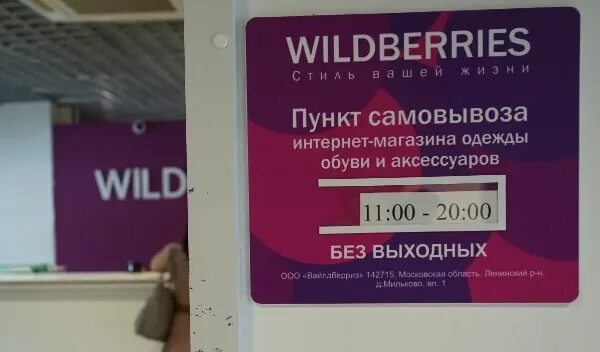 WILDBERRIES
Стиль вашей жизни
Пункт самовывоза
интернет-магазина одежды
обуви и аксессуаров
11:00 - 20:00
БЕЗ ВЫХОДНЫХ
ООО «Вайлдберриз» 142715, Московская область, Ленинский р-н,
д.Мильково, вл. 1
WILD